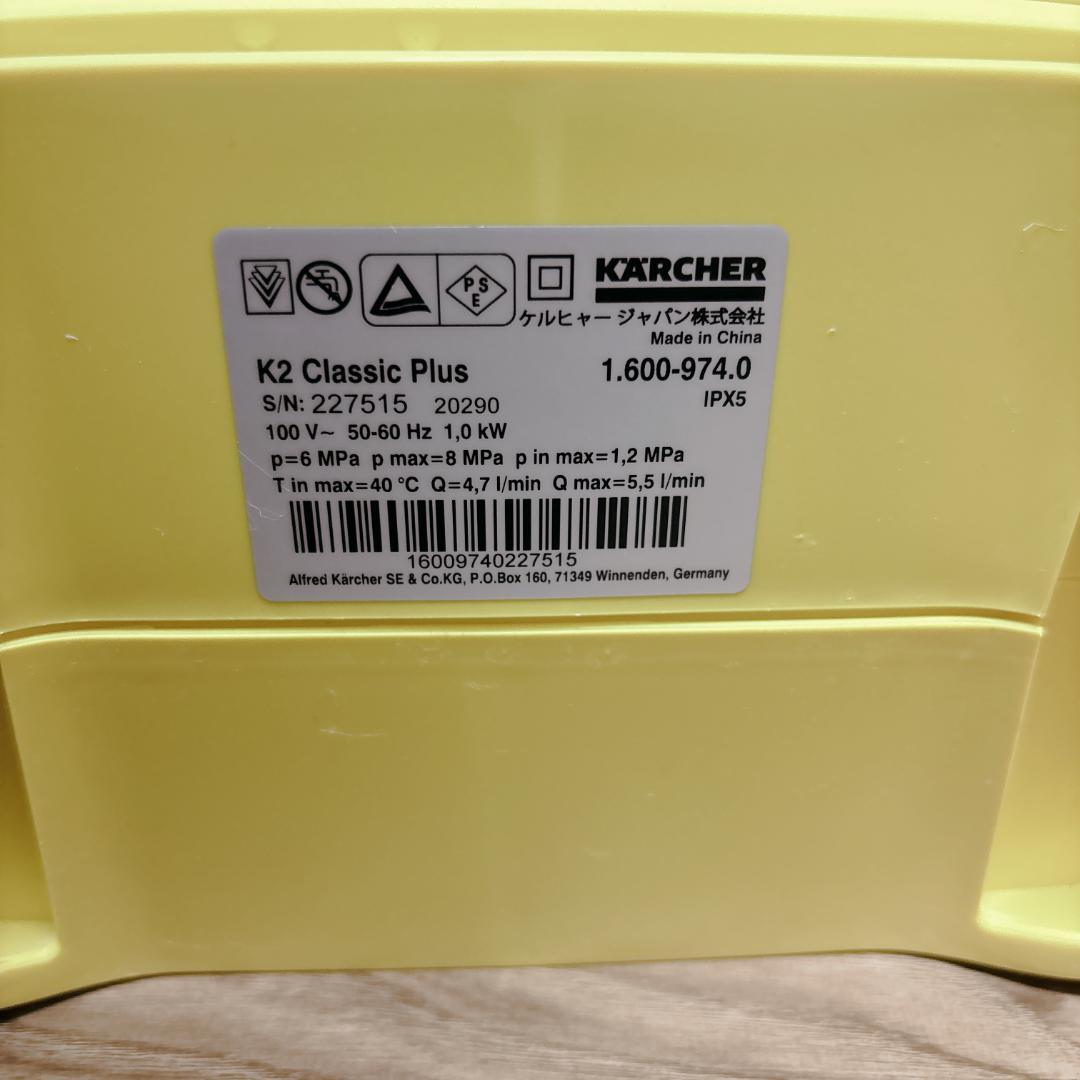 PS
E
KÄRCHER
ケルヒャー ジャパン株式会社
Made in China
K2 Classic Plus 1.600-974.0
S/N: 227515 20290 IPX5
100 V~ 50-60 Hz 1,0 kW
p=6 MPa p max=8 MPa p in max=1,2 MPa
T in max=40 °C Q=4,7 l/min Q max=5,5 l/min
16009740227515
Alfred Kärcher SE & Co.KG, P.O.Box 160, 71349 Winnenden, Germany